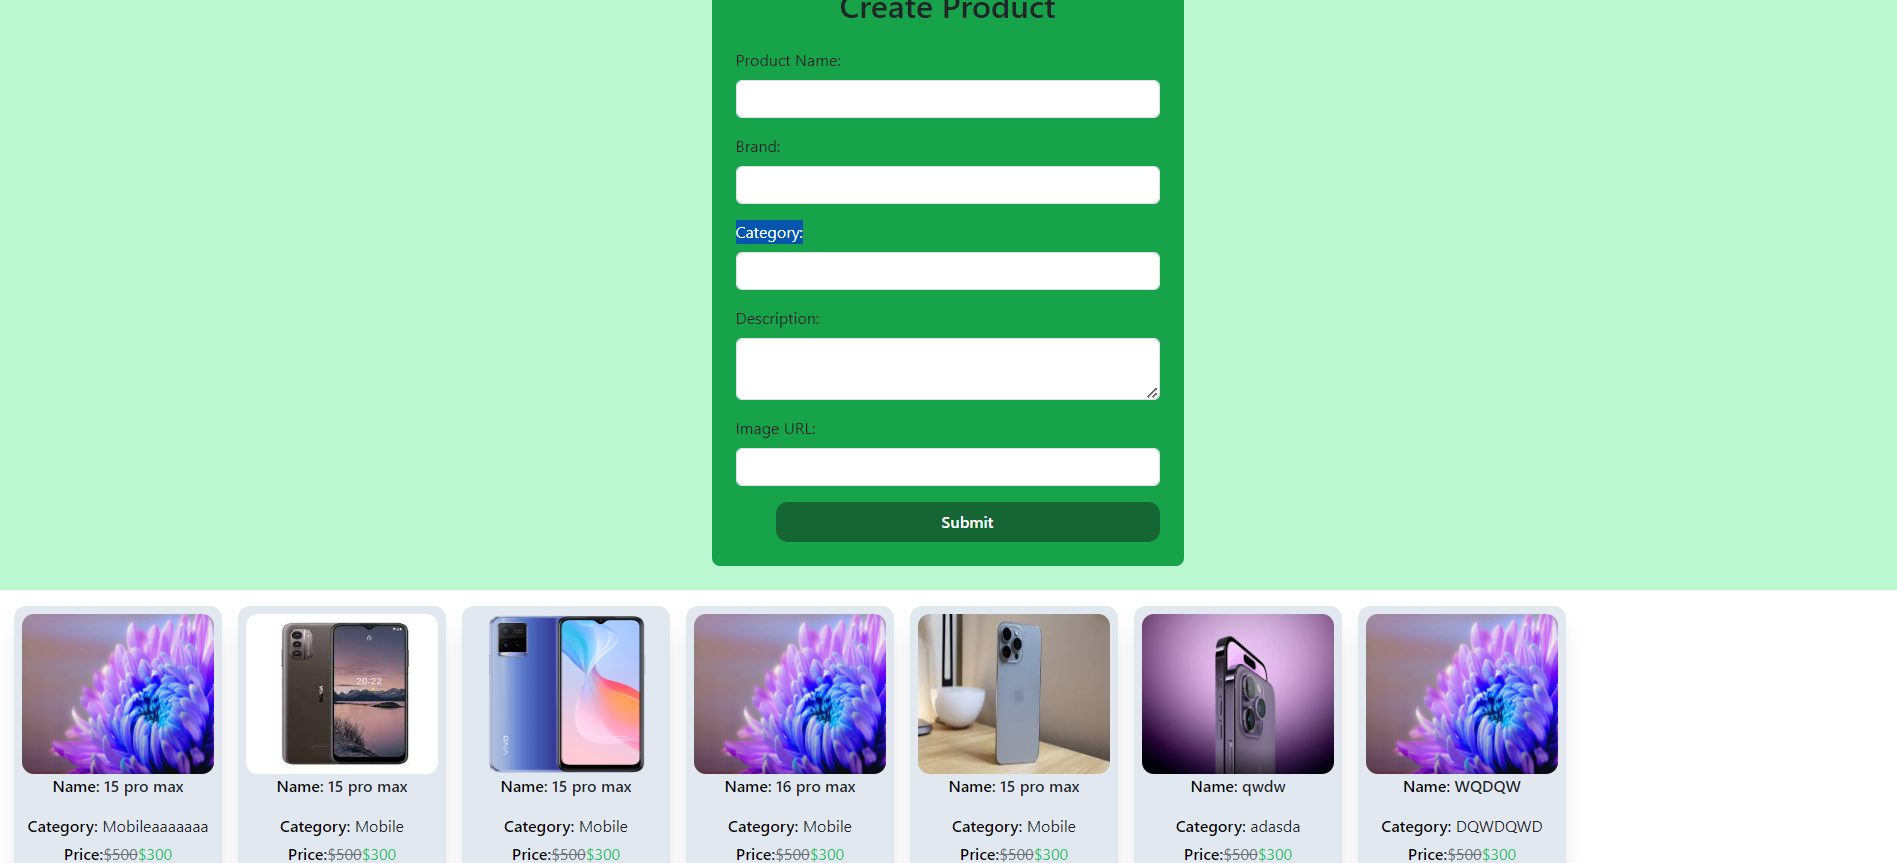 Create Product
Product Name:
Brand:
Category:
Description:
Image URL:
Submit
20:22
NOKIA
vivo
Name: 15 pro max
Category: Mobileaaaaaaa
Price:$500$300
Name: 15 pro max
Category: Mobile
Price:$500$300
Name: 15 pro max
Category: Mobile
Price:$500$300
Name: 16 pro max
Category: Mobile
Price:$500$300
Name: 15 pro max
Category: Mobile
Price:$500$300
Name: qwdw
Category: adasda
Price:$500$300
Name: WQDQW
Category: DQWDQWD
Price:$500$300